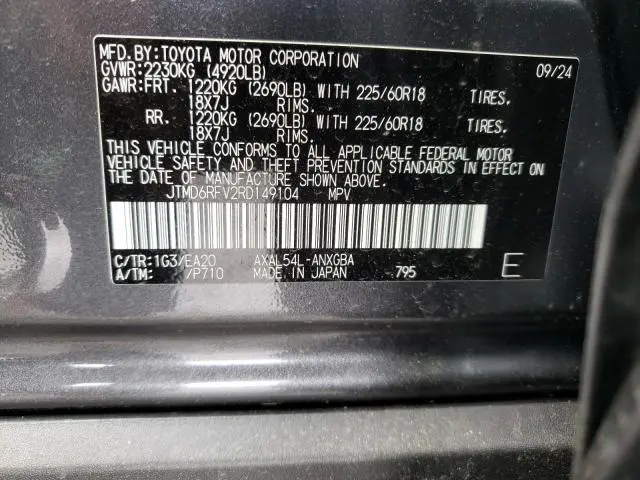 MFD. BY: TOYOTA MOTOR CORPORATION 09/24
GVWR: 2230KG (4920LB)
GAWR: FRT. 1220KG (2690LB) WITH 225/60R18 TIRES.
18X7J RIMS.
RR. 1220KG (2690LB) WITH 225/60R18 TIRES.
18X7J RIMS.
THIS VEHICLE CONFORMS TO ALL APPLICABLE FEDERAL MOTOR
VEHICLE SAFETY AND THEFT PREVENTION STANDARDS IN EFFECT ON
THE DATE OF MANUFACTURE SHOWN ABOVE.
JTMD6RFV2RD149104 MPV
C/TR: 1G3/EA20 AXAL54L-ANXGBA
A/TM: /P710 MADE IN JAPAN 795 E